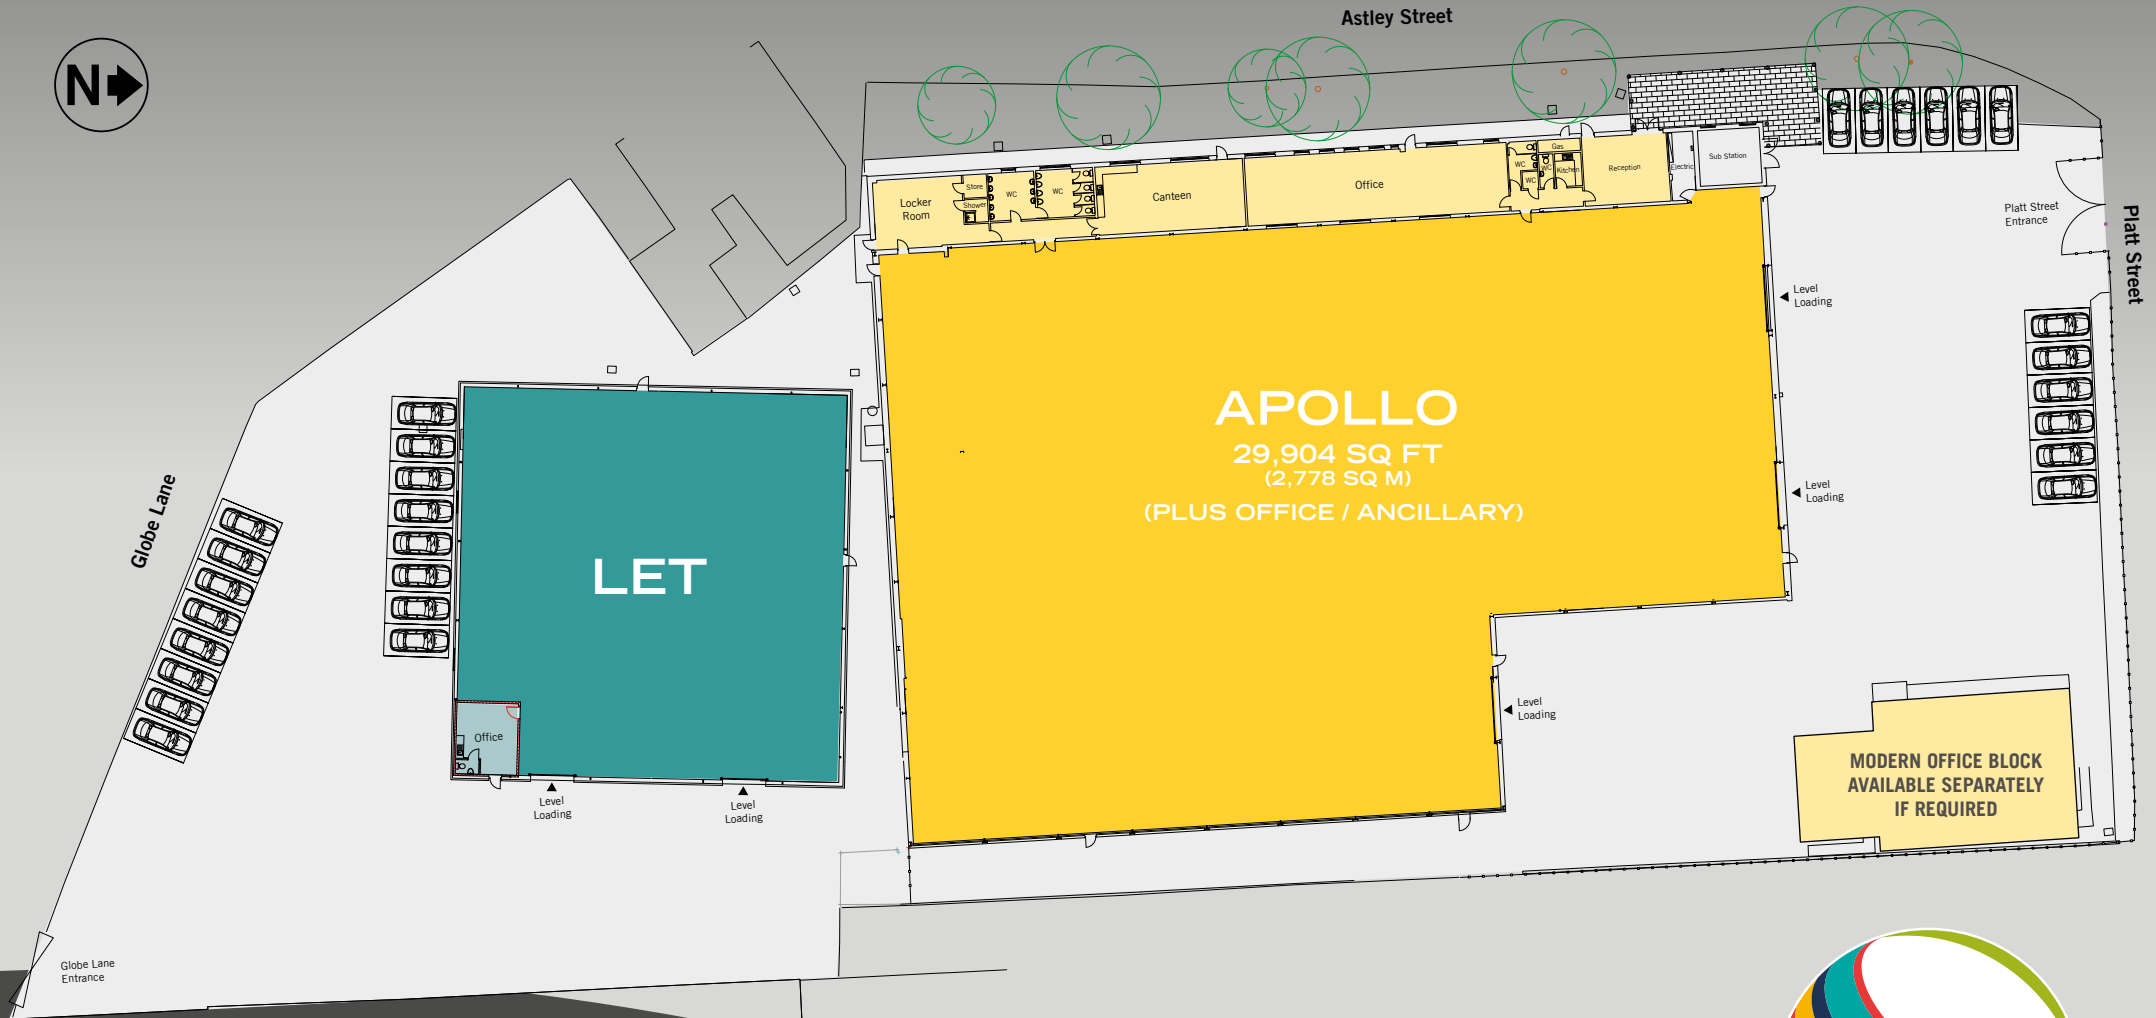 Astley Street
N
Gas
WC
WC
WC
Kitchen
Reception
Electric
Sub Station
Store
Shower
WC
WC
Locker
Room
Canteen
Office
Platt Street
Entrance
Platt Street
Level
Loading
APOLLO
29,904 SQ FT
(2,778 SQ M)
(PLUS OFFICE / ANCILLARY)
Level
Loading
Globe Lane
LET
Level
Loading
Office
Level
Loading
Level
Loading
MODERN OFFICE BLOCK
AVAILABLE SEPARATELY
IF REQUIRED
Globe Lane
Entrance